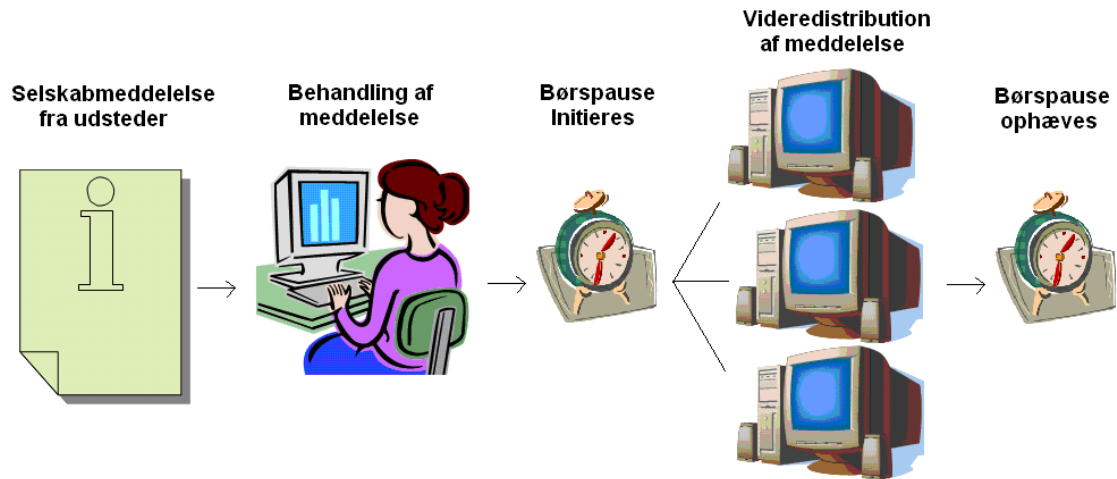 Selskabmeddelelse
fra udsteder
Behandling af
meddelelse
Børspause
Initieres
Videredistribution
af meddelelse
Børspause
ophæves
i